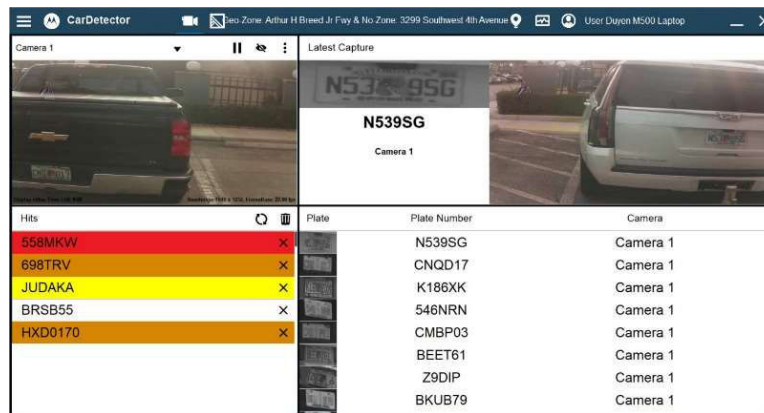 CarDetector
Geo-Zone: Arthur H Breed Jr Fwy & No Zone: 3299 Southwest 4th Avenue
User Duyen M500 Laptop
Camera 1
Latest Capture
N539SG
Camera 1
Hits
558MKW
698TRV
JUDAKA
BRSB55
HXD0170
Plate Plate Number Camera
N539SG Camera 1
CNQD17 Camera 1
K186XK Camera 1
546NRN Camera 1
CMBP03 Camera 1
BEET61 Camera 1
Z9DIP Camera 1
BKUB79 Camera 1